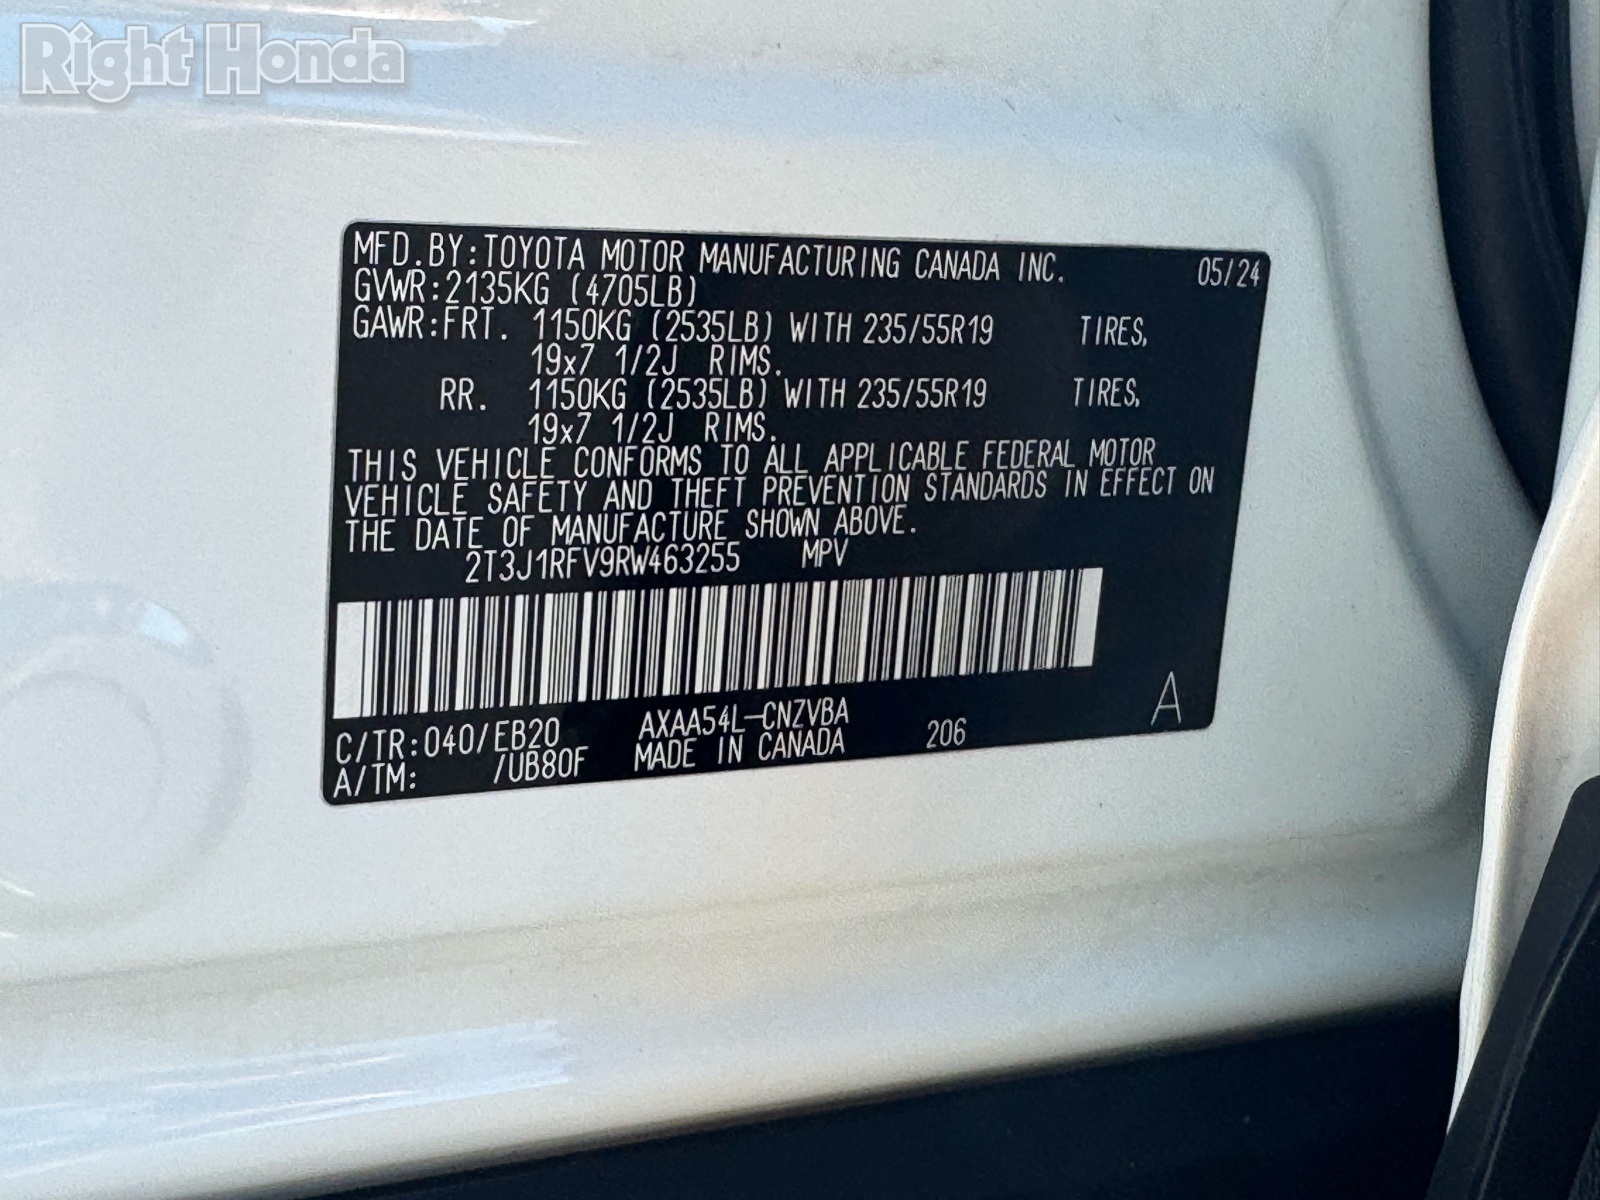 Right Honda
MFD.BY:TOYOTA MOTOR MANUFACTURING CANADA INC. 05/24
GVWR:2135KG (4705LB)
GAWR:FRT. 1150KG (2535LB) WITH 235/55R19 TIRES,
19x7 1/2J RIMS.
RR. 1150KG (2535LB) WITH 235/55R19 TIRES,
19x7 1/2J RIMS.
THIS VEHICLE CONFORMS TO ALL APPLICABLE FEDERAL MOTOR
VEHICLE SAFETY AND THEFT PREVENTION STANDARDS IN EFFECT ON
THE DATE OF MANUFACTURE SHOWN ABOVE.
2T3J1RFV9RW463255 MPV
C/TR:040/EB20 AXAA54L-CNZVBA
A/TM: /UB80F MADE IN CANADA 206 A